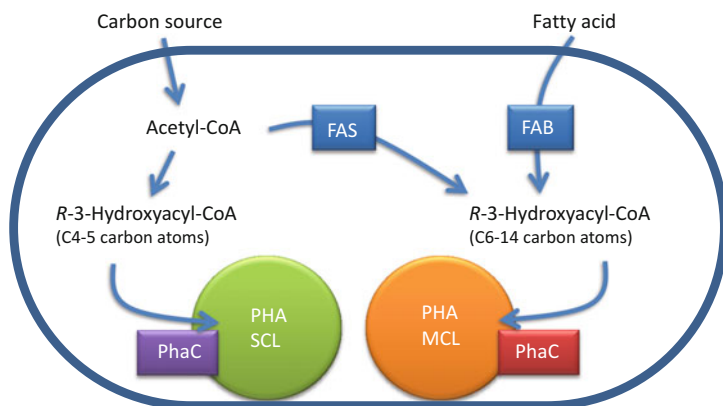 Carbon source
Fatty acid
Acetyl-CoA
FAS
FAB
R-3-Hydroxyacyl-CoA
(C4-5 carbon atoms)
R-3-Hydroxyacyl-CoA
(C6-14 carbon atoms)
PHA
SCL
PHA
MCL
PhaC
PhaC